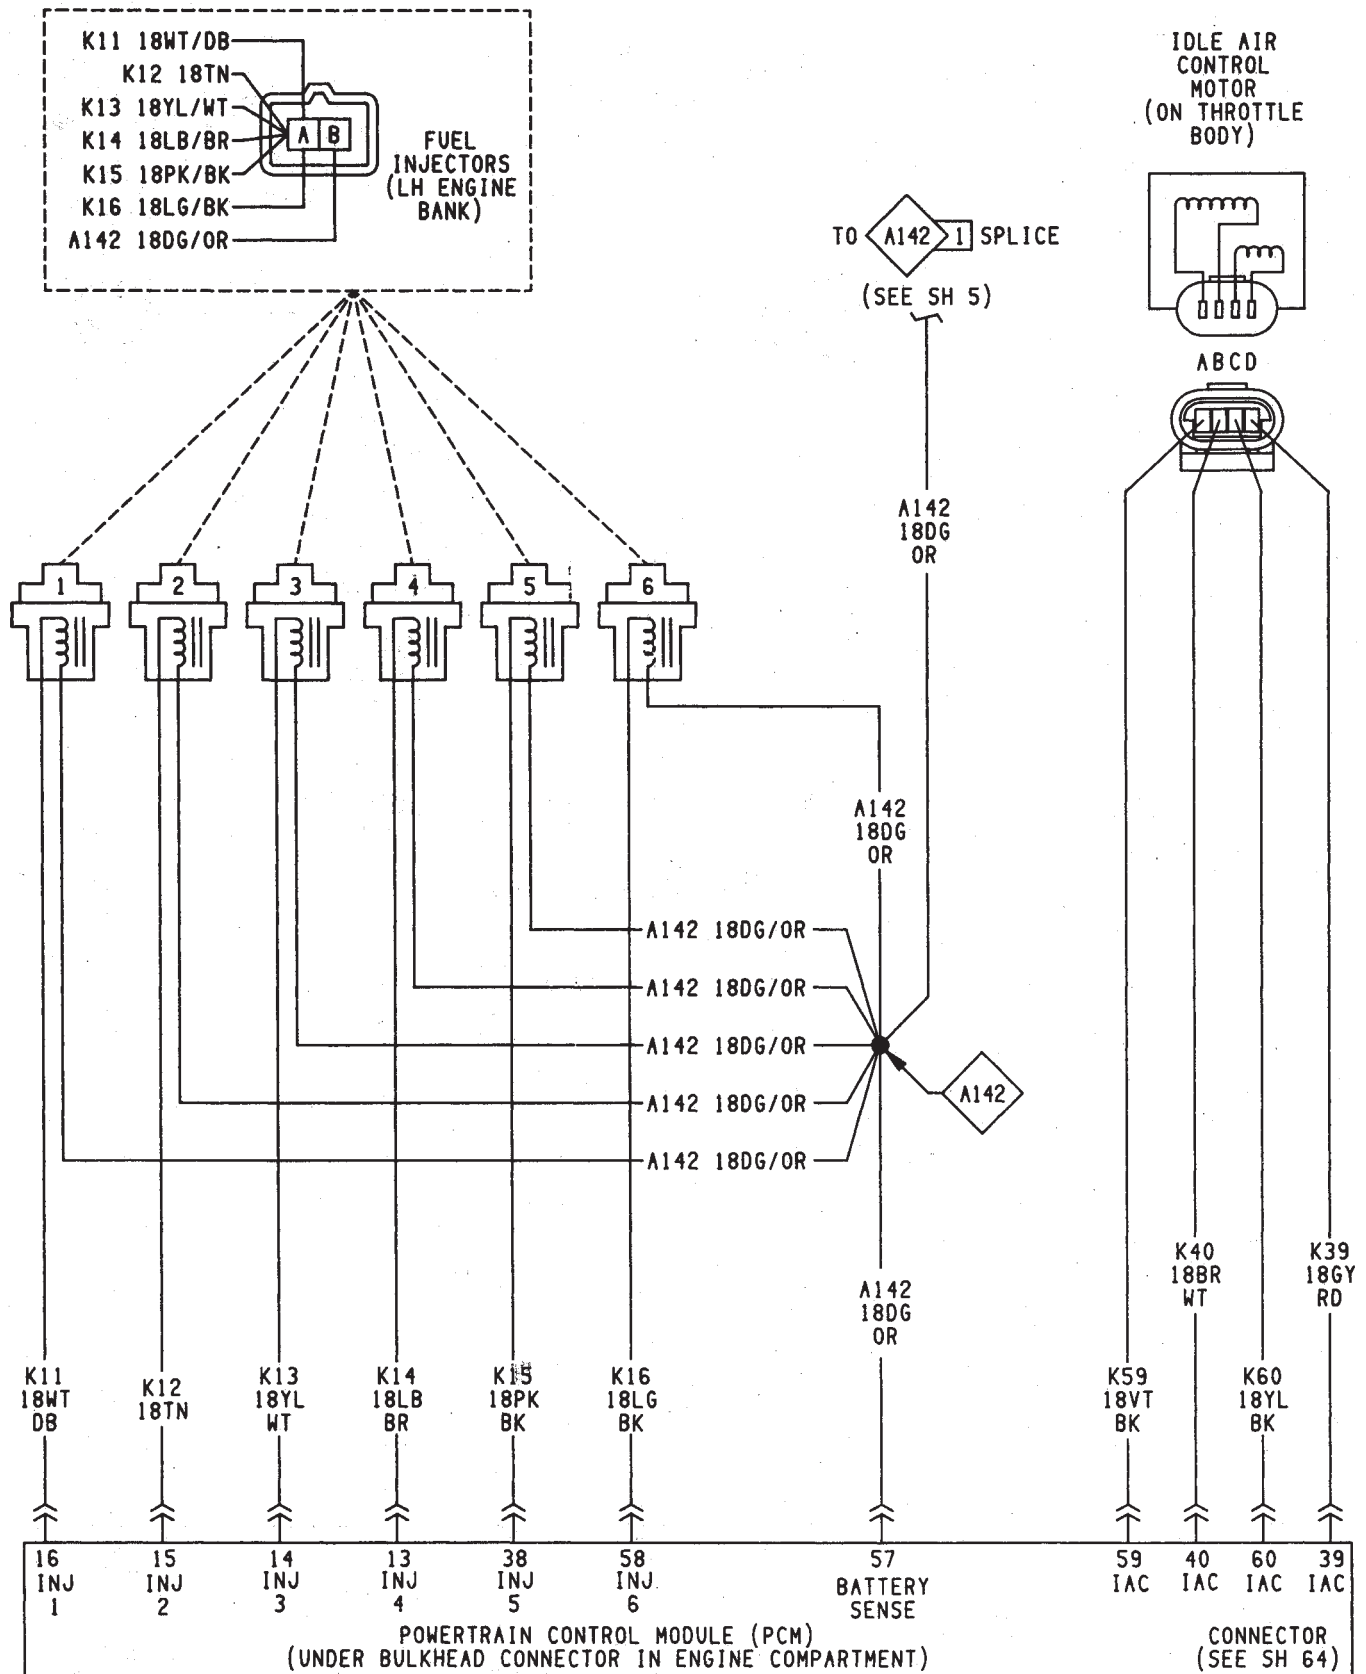 K11 18WT/DB
K12 18TN
K13 18YL/WT
K14 18LB/BR
K15 18PK/BK
K16 18LG/BK
A142 18DG/OR
A B
FUEL
INJECTORS
(LH ENGINE
BANK)
TO A142 1 SPLICE
(SEE SH 5)
IDLE AIR
CONTROL
MOTOR
(ON THROTTLE
BODY)
ABCD
A142
18DG
OR
1 2 3 4 5 6
A142
18DG
OR
A142 18DG/OR
A142 18DG/OR
A142 18DG/OR
A142 18DG/OR
A142 18DG/OR
A142
A142
18DG
OR
K40
18BR
WT
K39
18GY
RD
K11
18WT
DB
K12
18TN
K13
18YL
WT
K14
18LB
BR
K15
18PK
BK
K16
18LG
BK
K59
18VT
BK
K60
18YL
BK
16
INJ
1
15
INJ
2
14
INJ
3
13
INJ
4
38
INJ
5
58
INJ
6
57
BATTERY
SENSE
59
IAC
40
IAC
60
IAC
39
IAC
POWERTRAIN CONTROL MODULE (PCM)
(UNDER BULKHEAD CONNECTOR IN ENGINE COMPARTMENT)
CONNECTOR
(SEE SH 64)